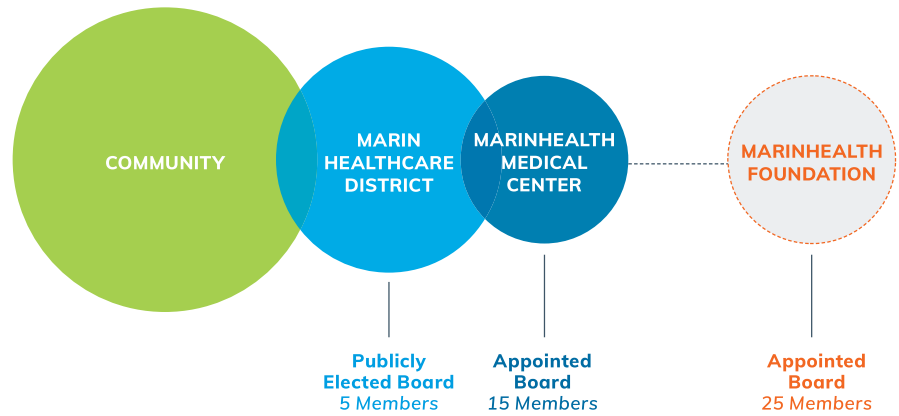 COMMUNITY
MARIN
HEALTHCARE
DISTRICT
MARINHEALTH
MEDICAL
CENTER
MARINHEALTH
FOUNDATION
Publicly
Elected Board
5 Members
Appointed
Board
15 Members
Appointed
Board
25 Members